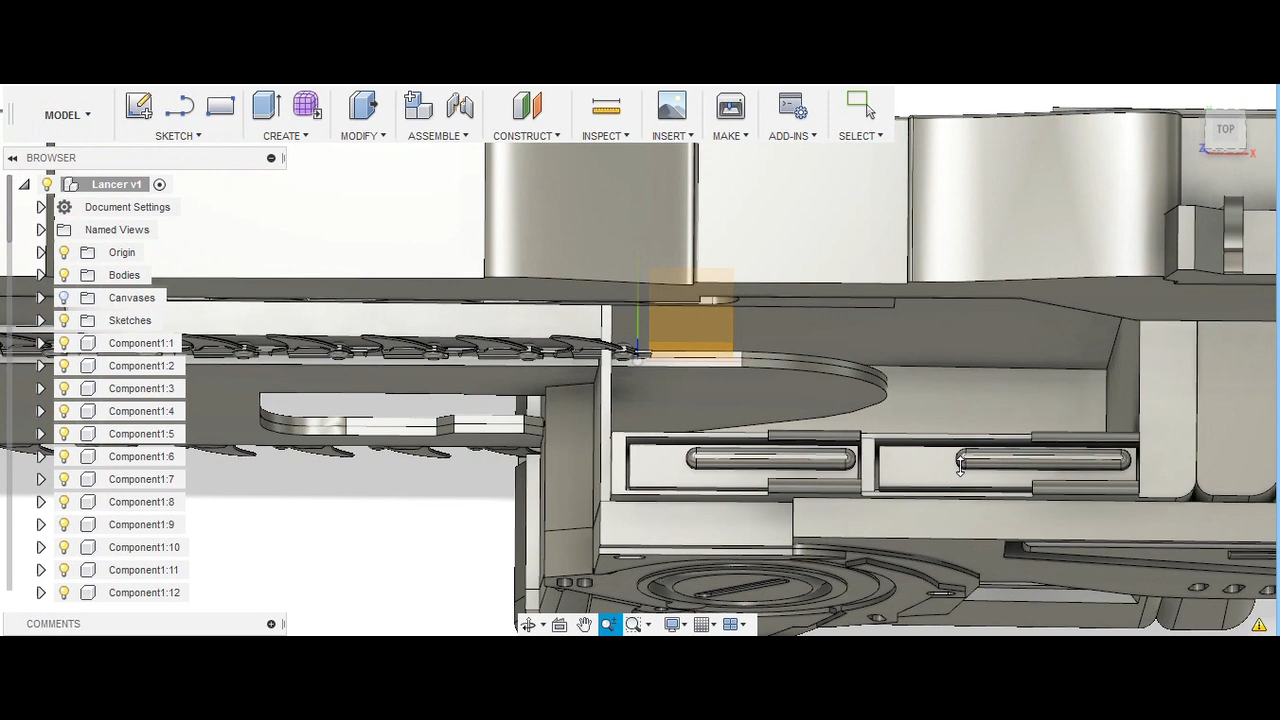 MODEL
SKETCH
CREATE
MODIFY
ASSEMBLE
CONSTRUCT
INSPECT
INSERT
MAKE
ADD-INS
SELECT
TOP
Z
X
BROWSER
Lancer v1
Document Settings
Named Views
Origin
Bodies
Canvases
Sketches
Component1:1
Component1:2
Component1:3
Component1:4
Component1:5
Component1:6
Component1:7
Component1:8
Component1:9
Component1:10
Component1:11
Component1:12
COMMENTS